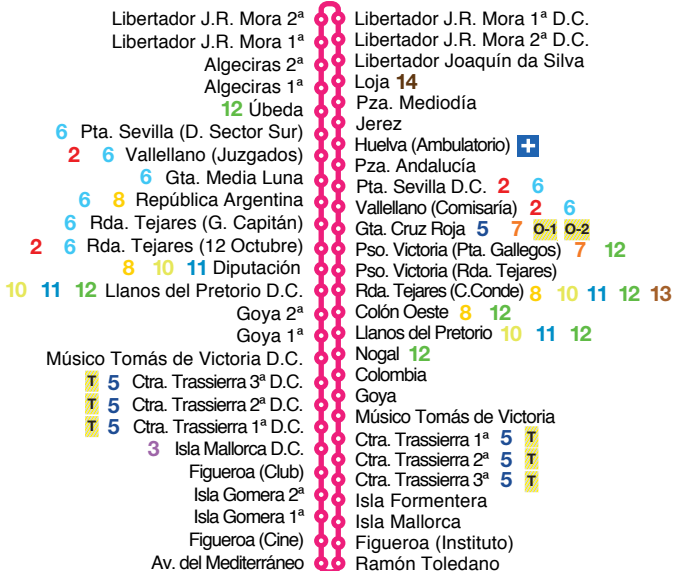 Libertador J.R. Mora 2ª
Libertador J.R. Mora 1ª
Algeciras 2ª
Algeciras 1ª
12 Úbeda
6 Pta. Sevilla (D. Sector Sur)
2 6 Vallellano (Juzgados)
6 Gta. Media Luna
6 8 República Argentina
6 Rda. Tejares (G. Capitán)
2 6 Rda. Tejares (12 Octubre)
8 10 11 Diputación
10 11 12 Llanos del Pretorio D.C.
Goya 2ª
Goya 1ª
Músico Tomás de Victoria D.C.
T 5 Ctra. Trassierra 3ª D.C.
T 5 Ctra. Trassierra 2ª D.C.
T 5 Ctra. Trassierra 1ª D.C.
3 Isla Mallorca D.C.
Figueroa (Club)
Isla Gomera 2ª
Isla Gomera 1ª
Figueroa (Cine)
Av. del Mediterráneo
Libertador J.R. Mora 1ª D.C.
Libertador J.R. Mora 2ª D.C.
Libertador Joaquín da Silva
Loja 14
Pza. Mediodía
Jerez
Huelva (Ambulatorio)
Pza. Andalucía
Pta. Sevilla D.C. 2 6
Vallellano (Comisaría) 2 6
Gta. Cruz Roja 5 7 O-1 O-2
Pso. Victoria (Pta. Gallegos) 7 12
Pso. Victoria (Rda. Tejares)
Rda. Tejares (C.Conde) 8 10 11 12 13
Colón Oeste 8 12
Llanos del Pretorio 10 11 12
Nogal 12
Colombia
Goya
Músico Tomás de Victoria
Ctra. Trassierra 1ª 5 T
Ctra. Trassierra 2ª 5 T
Ctra. Trassierra 3ª 5 T
Isla Formentera
Isla Mallorca
Figueroa (Instituto)
Ramón Toledano